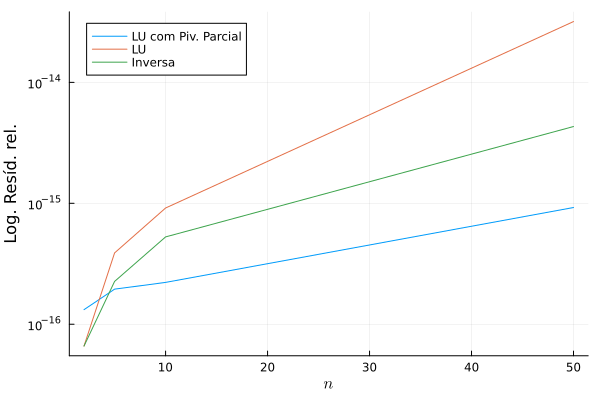 LU com Piv. Parcial
LU
Inversa
Log. Resíd. rel.
10⁻¹⁴
10⁻¹⁵
10⁻¹⁶
10 20 30 40 50
n